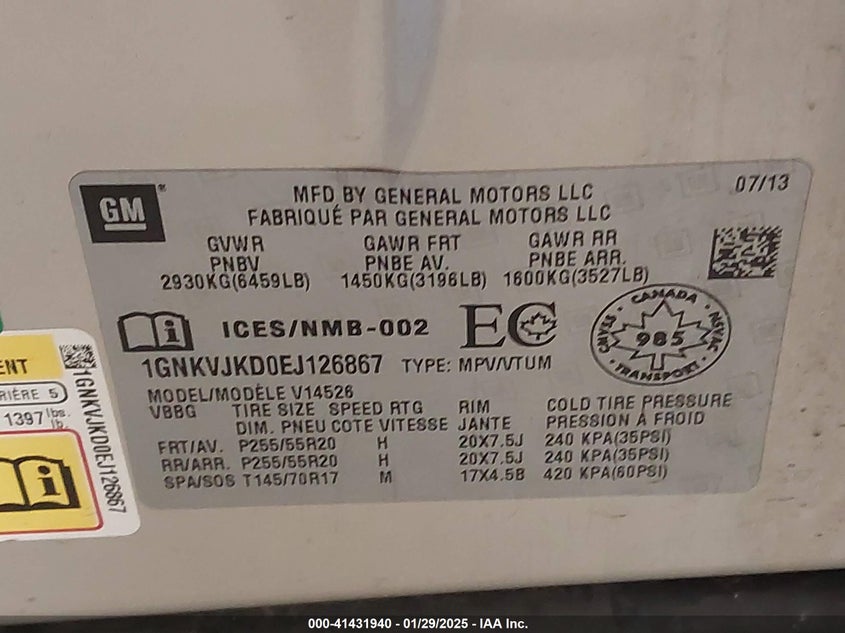 GM ®
07/13
MFD BY GENERAL MOTORS LLC
FABRIQUÉ PAR GENERAL MOTORS LLC
GVWR GAWR FRT GAWR RR
PNBV PNBE AV. PNBE ARR.
2930KG(6459LB) 1450KG(3196LB) 1600KG(3527LB)
ICES/NMB-002 EC
CANADA
985
TRANSPORT
1GNKVJKD0EJ126867 TYPE: MPV/VTUM
MODEL/MODÈLE V14526
VBBG TIRE SIZE SPEED RTG RIM COLD TIRE PRESSURE
DIM. PNEU COTE VITESSE JANTE PRESSION À FROID
FRT/AV. P255/55R20 H 20X7.5J 240 KPA(35PSI)
RR/ARR. P255/55R20 H 20X7.5J 240 KPA(35PSI)
SPA/SOS T145/70R17 M 17X4.5B 420 KPA(60PSI)
ENT
RIÈRE 5
1397 lbs.
lb.
1GNKVJKD0EJ126867
000-41431940 - 01/29/2025 - IAA Inc.